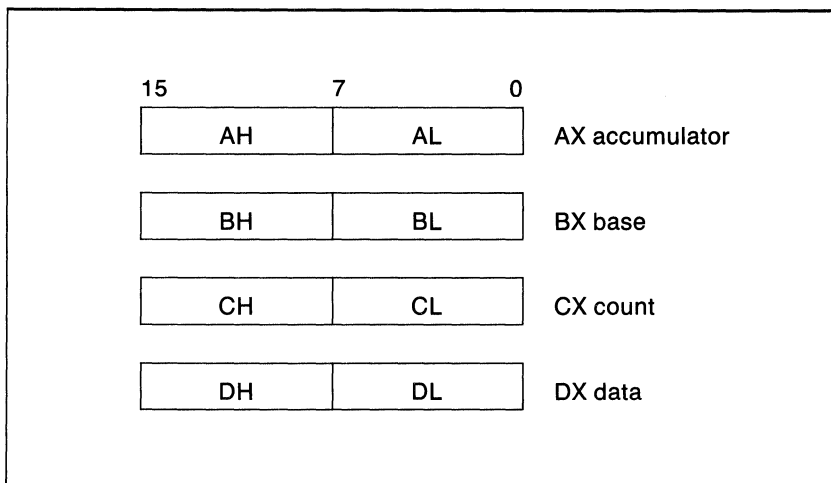 15 7 0
AH AL AX accumulator
BH BL BX base
CH CL CX count
DH DL DX data